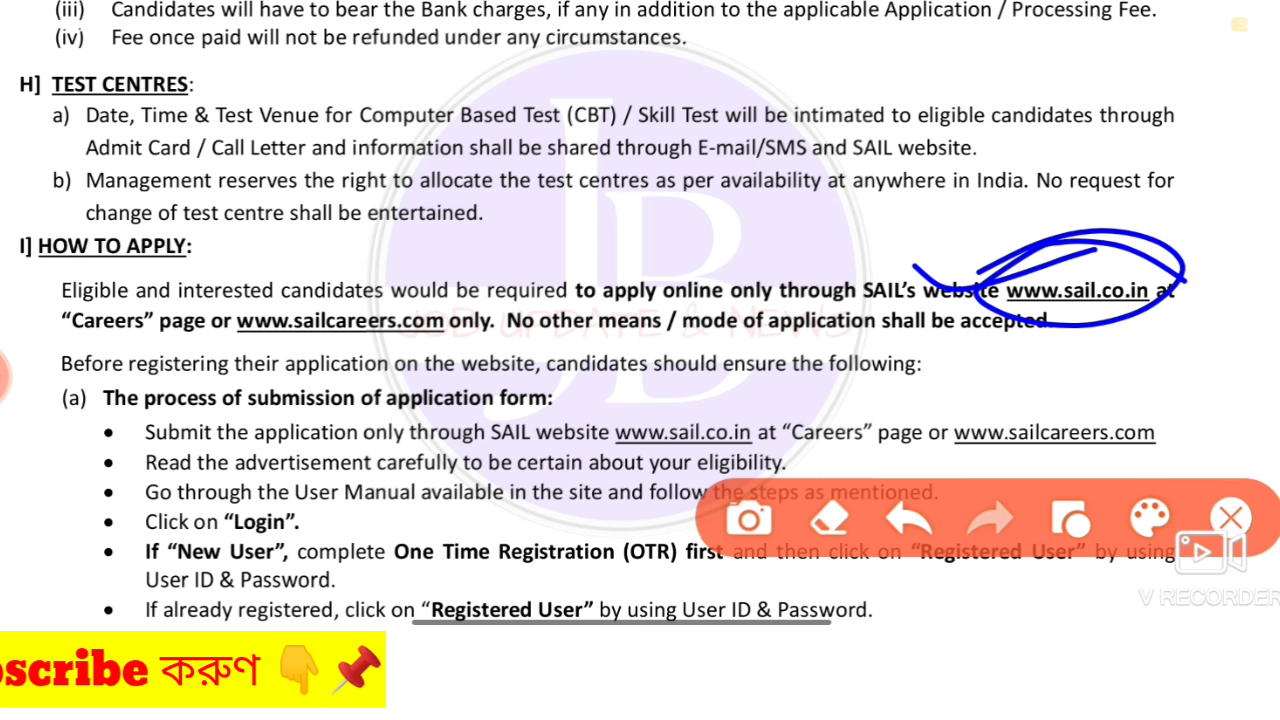 (iii) Candidates will have to bear the Bank charges, if any in addition to the applicable Application / Processing Fee.
(iv) Fee once paid will not be refunded under any circumstances.
H] TEST CENTRES:
a) Date, Time & Test Venue for Computer Based Test (CBT) / Skill Test will be intimated to eligible candidates through
Admit Card / Call Letter and information shall be shared through E-mail/SMS and SAIL website.
b) Management reserves the right to allocate the test centres as per availability at anywhere in India. No request for
change of test centre shall be entertained.
I] HOW TO APPLY:
Eligible and interested candidates would be required to apply online only through SAIL’s website www.sail.co.in at
“Careers” page or www.sailcareers.com only. No other means / mode of application shall be accepted.
JOB UPDATE & NEWS
Before registering their application on the website, candidates should ensure the following:
(a) The process of submission of application form:
• Submit the application only through SAIL website www.sail.co.in at “Careers” page or www.sailcareers.com
• Read the advertisement carefully to be certain about your eligibility.
• Go through the User Manual available in the site and follow the steps as mentioned.
• Click on “Login”.
• If “New User”, complete One Time Registration (OTR) first and then click on “Registered User” by using
User ID & Password.
• If already registered, click on “Registered User” by using User ID & Password.
V RECORDER
scribe করুণ